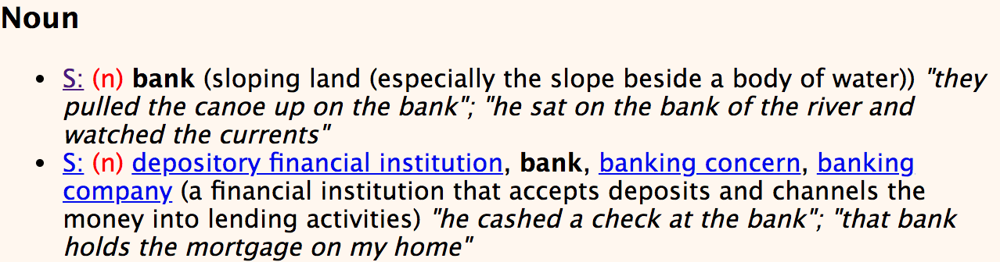 Noun
• S: (n) bank (sloping land (especially the slope beside a body of water)) "they
pulled the canoe up on the bank"; "he sat on the bank of the river and
watched the currents"
• S: (n) depository financial institution, bank, banking concern, banking
company (a financial institution that accepts deposits and channels the
money into lending activities) "he cashed a check at the bank"; "that bank
holds the mortgage on my home"